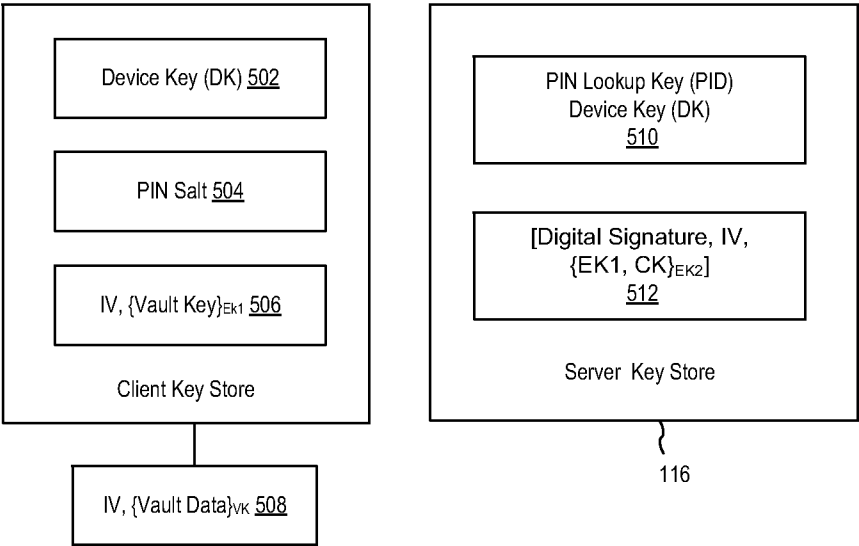 Device Key (DK) 502
PIN Salt 504
IV, {Vault Key}Ek1 506
Client Key Store
IV, {Vault Data}VK 508
PIN Lookup Key (PID)
Device Key (DK)
510
[Digital Signature, IV,
{EK1, CK}EK2]
512
Server Key Store
116